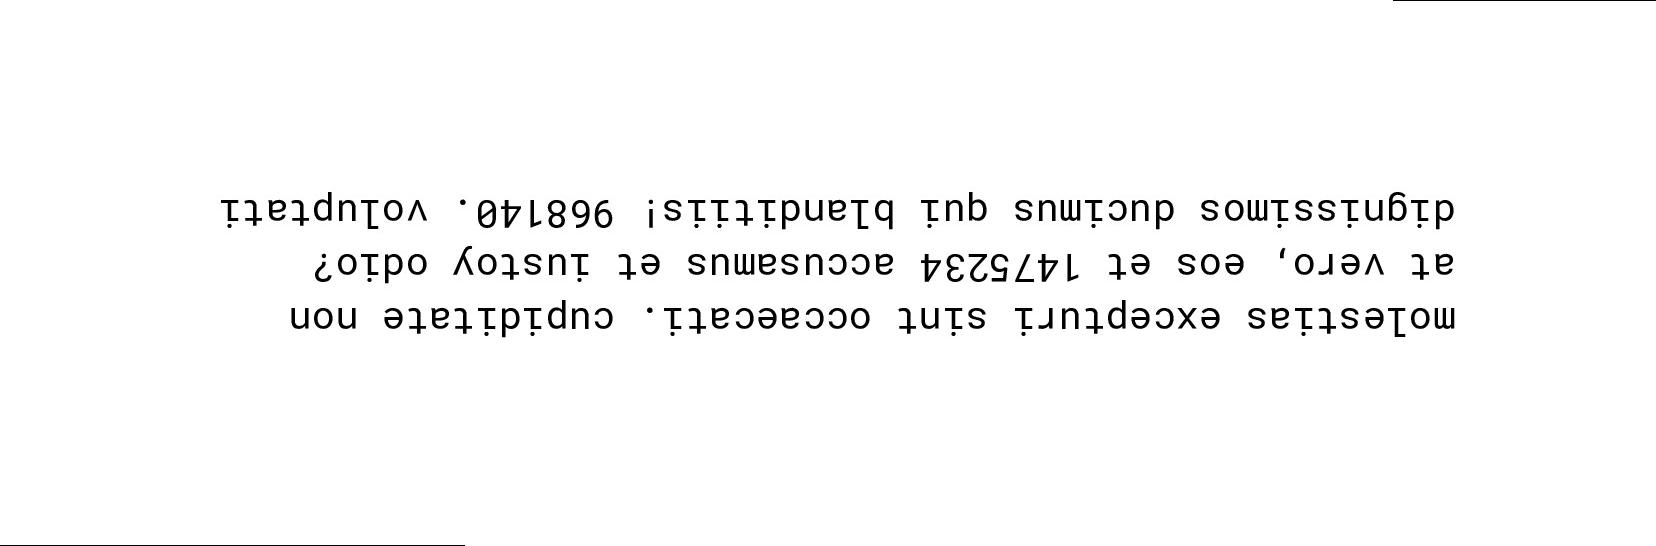 molestias excepturi sint occaecati. cupiditate non
at vero, eos et 1475234 accusamus et iustoy odio?
dignissimos ducimus qui blanditiis! 968140. voluptati